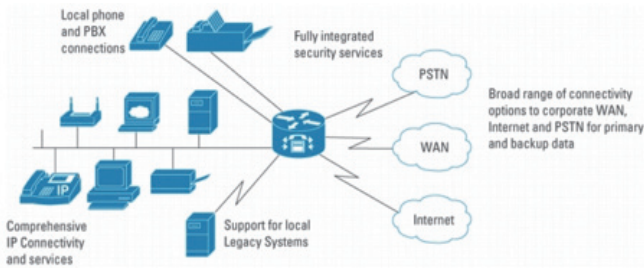 Local phone
and PBX
connections
Fully integrated
security services
PSTN
Broad range of connectivity
options to corporate WAN,
Internet and PSTN for primary
and backup data
WAN
IP
Internet
Comprehensive
IP Connectivity
and services
Support for local
Legacy Systems